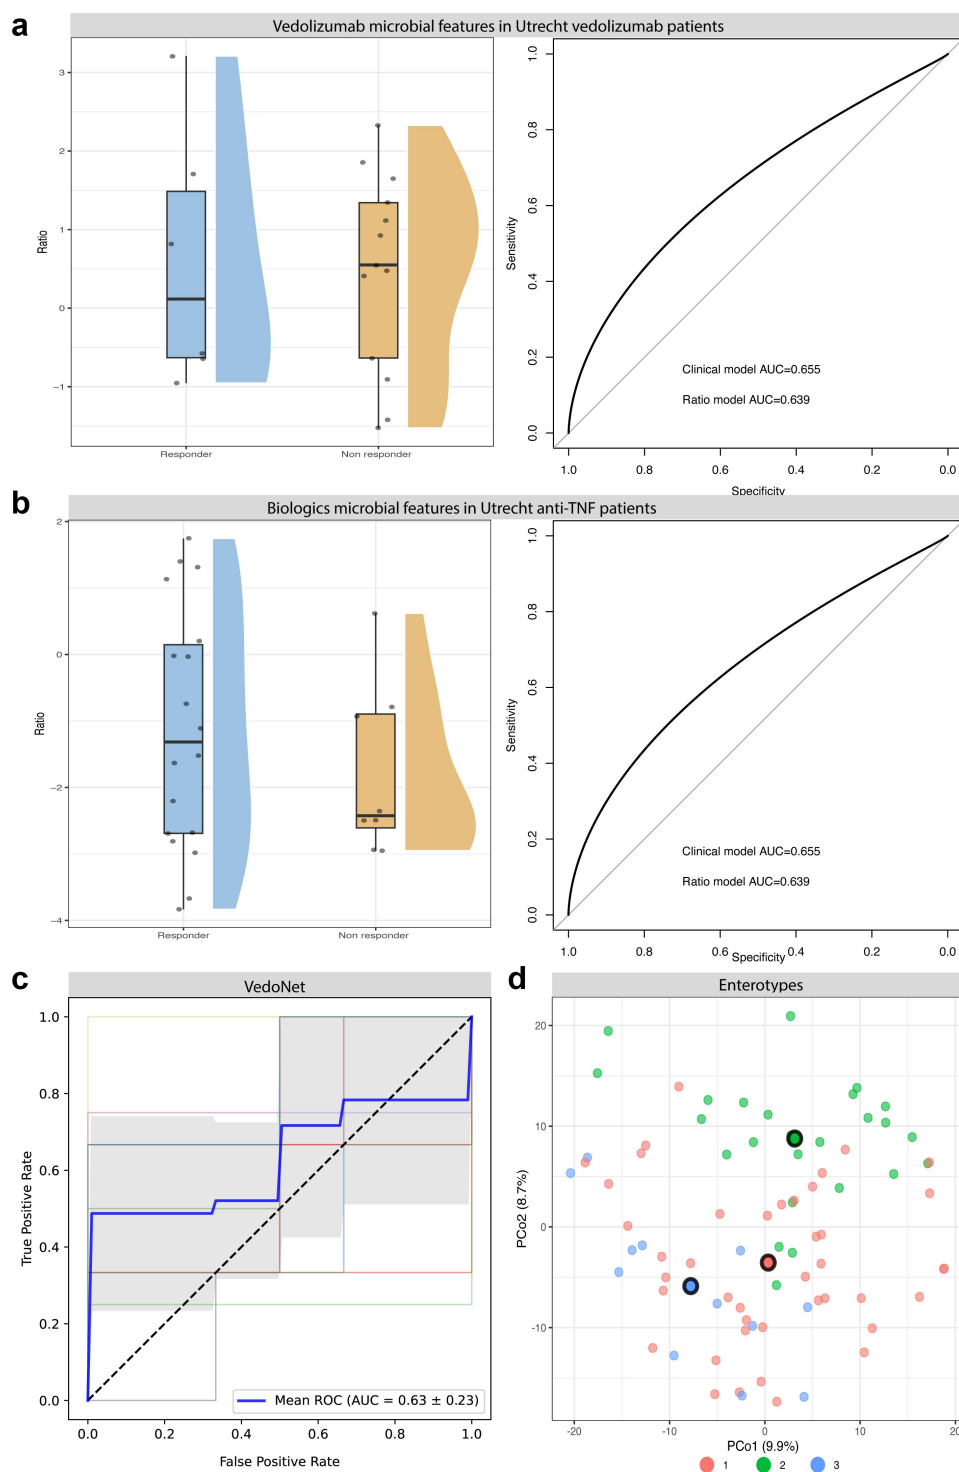 a
Vedolizumab microbial features in Utrecht vedolizumab patients
3
2
1
0
−1
Ratio
Responder
Non responder
1.0
0.8
0.6
0.4
0.2
0.0
Sensitivity
Clinical model AUC=0.655
Ratio model AUC=0.639
1.0 0.8 0.6 0.4 0.2 0.0
Specificity
b
Biologics microbial features in Utrecht anti-TNF patients
2
0
−2
−4
Ratio
Responder
Non responder
1.0
0.8
0.6
0.4
0.2
0.0
Sensitivity
Clinical model AUC=0.655
Ratio model AUC=0.639
1.0 0.8 0.6 0.4 0.2 0.0
Specificity
c
VedoNet
1.0
0.8
0.6
0.4
0.2
0.0
True Positive Rate
Mean ROC (AUC = 0.63 ± 0.23)
0.0 0.2 0.4 0.6 0.8 1.0
False Positive Rate
d
Enterotypes
20
10
0
-10
PCo2 (8.7%)
-20 -10 0 10 20
PCo1 (9.9%)
1 2 3